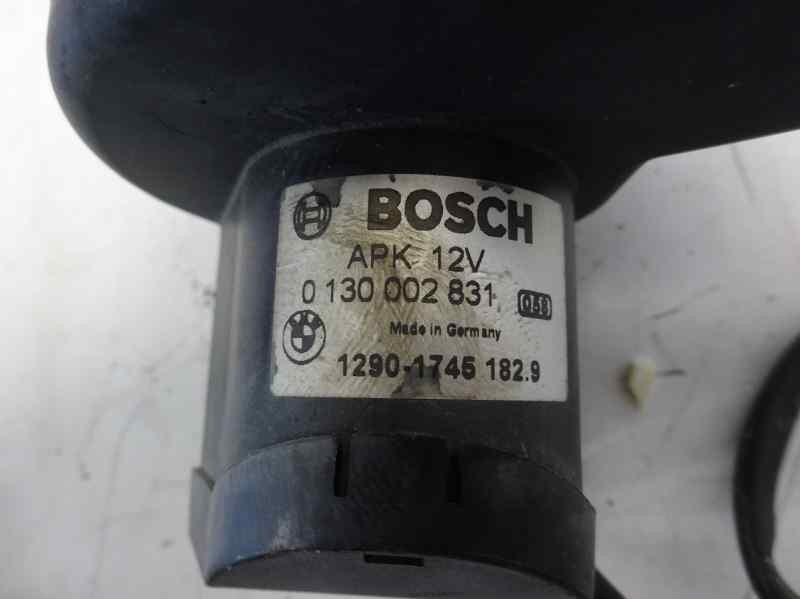 BOSCH
APK 12V
0 130 002 831 058
Made in Germany
1290-1745 182.9